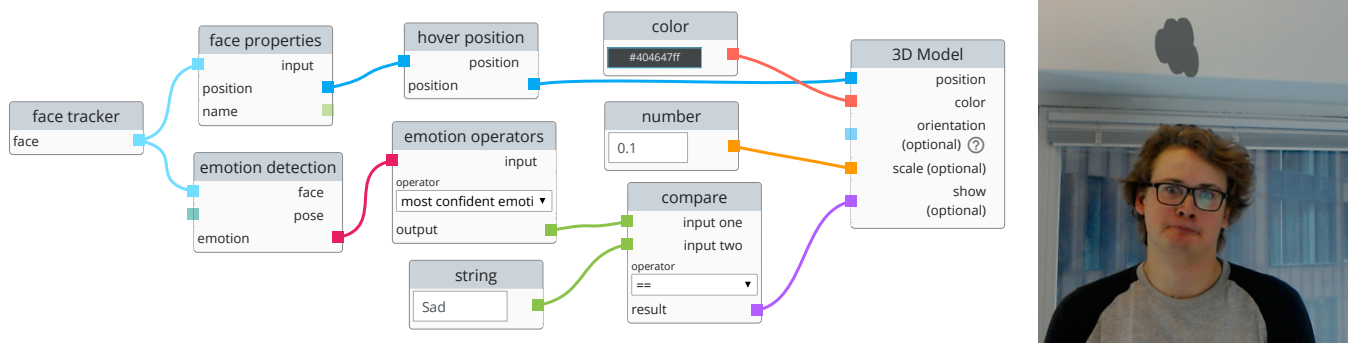 face tracker
face
face properties
input
position
name
emotion detection
face
pose
emotion
hover position
position
position
emotion operators
input
operator
most confident emoti
output
string
Sad
color
#404647ff
number
0.1
compare
input one
input two
operator
==
result
3D Model
position
color
orientation
(optional) ?
scale (optional)
show
(optional)